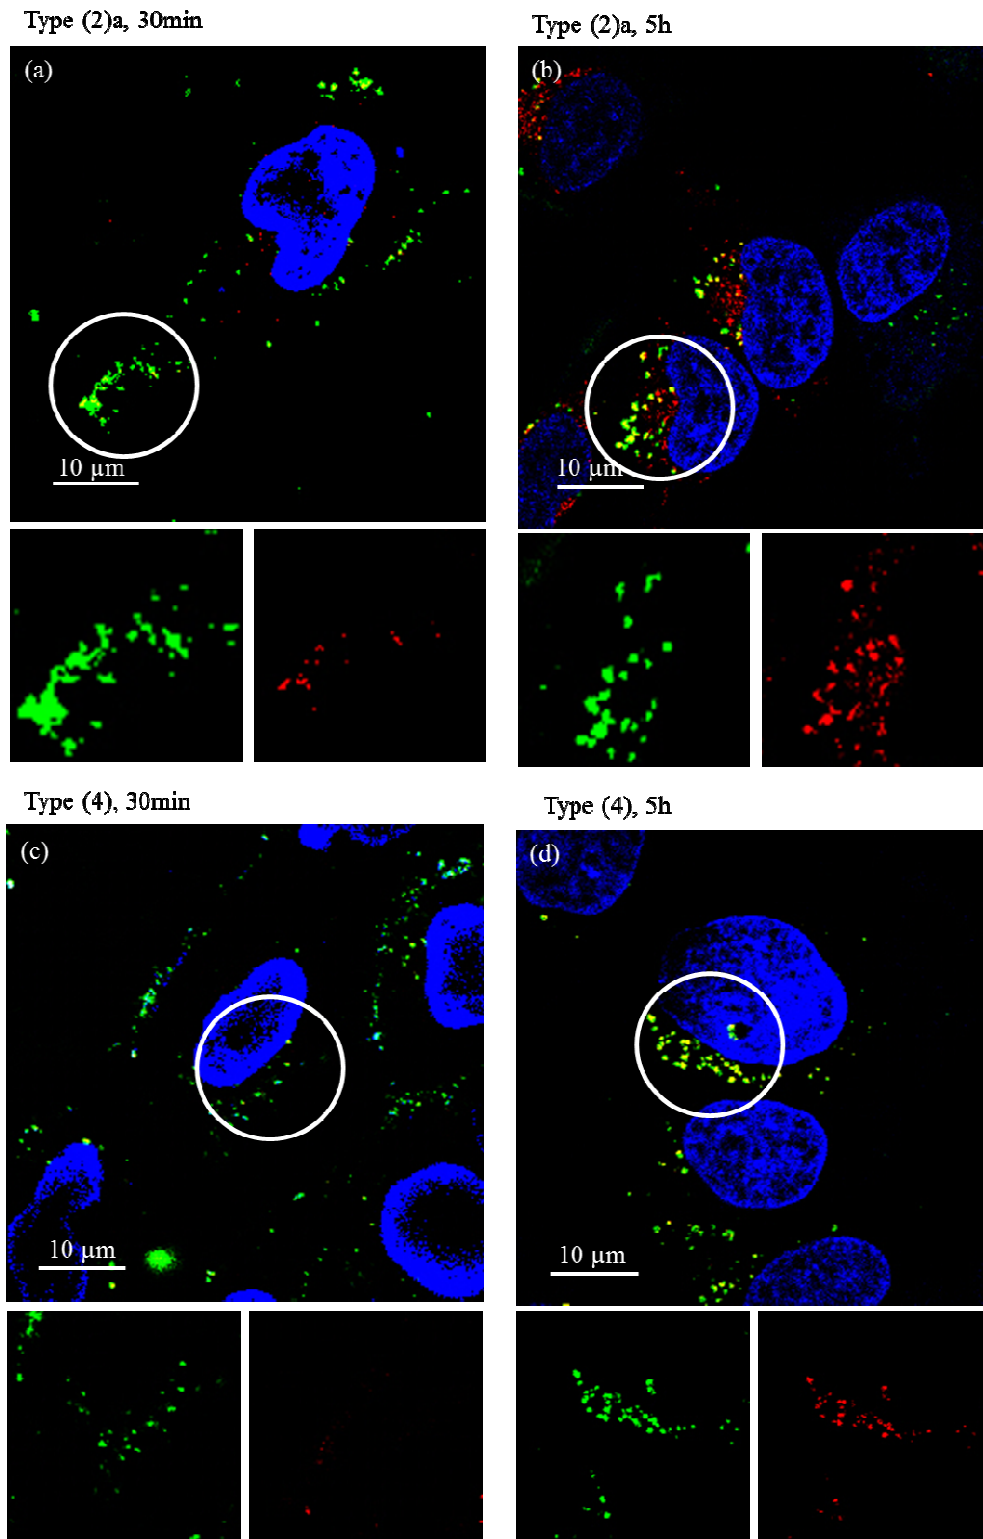 Type (2)a, 30min
Type (2)a, 5h
(a)
(b)
10 µm
10 µm
Type (4), 30min
Type (4), 5h
(c)
(d)
10 µm
10 µm